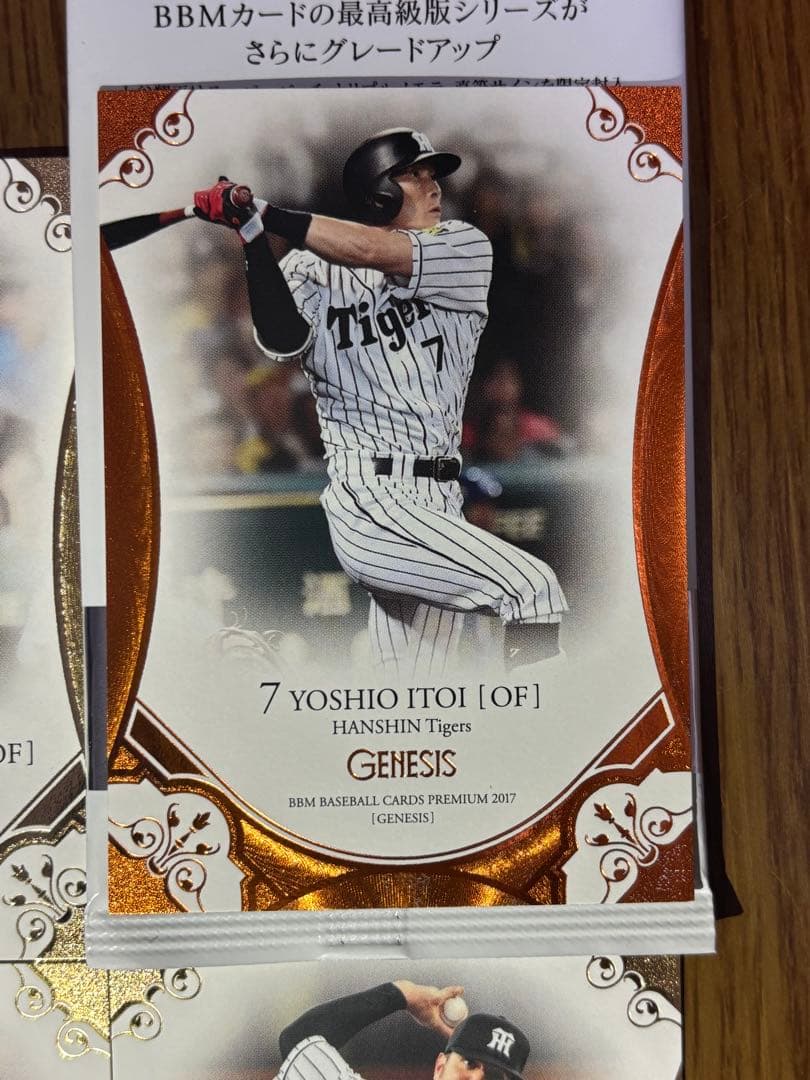 BBMカードの最高級版シリーズが
さらにグレードアップ
Tigers
7
7
7 YOSHIO ITOI [OF]
HANSHIN Tigers
GENESIS
BBM BASEBALL CARDS PREMIUM 2017
[GENESIS]
OF]